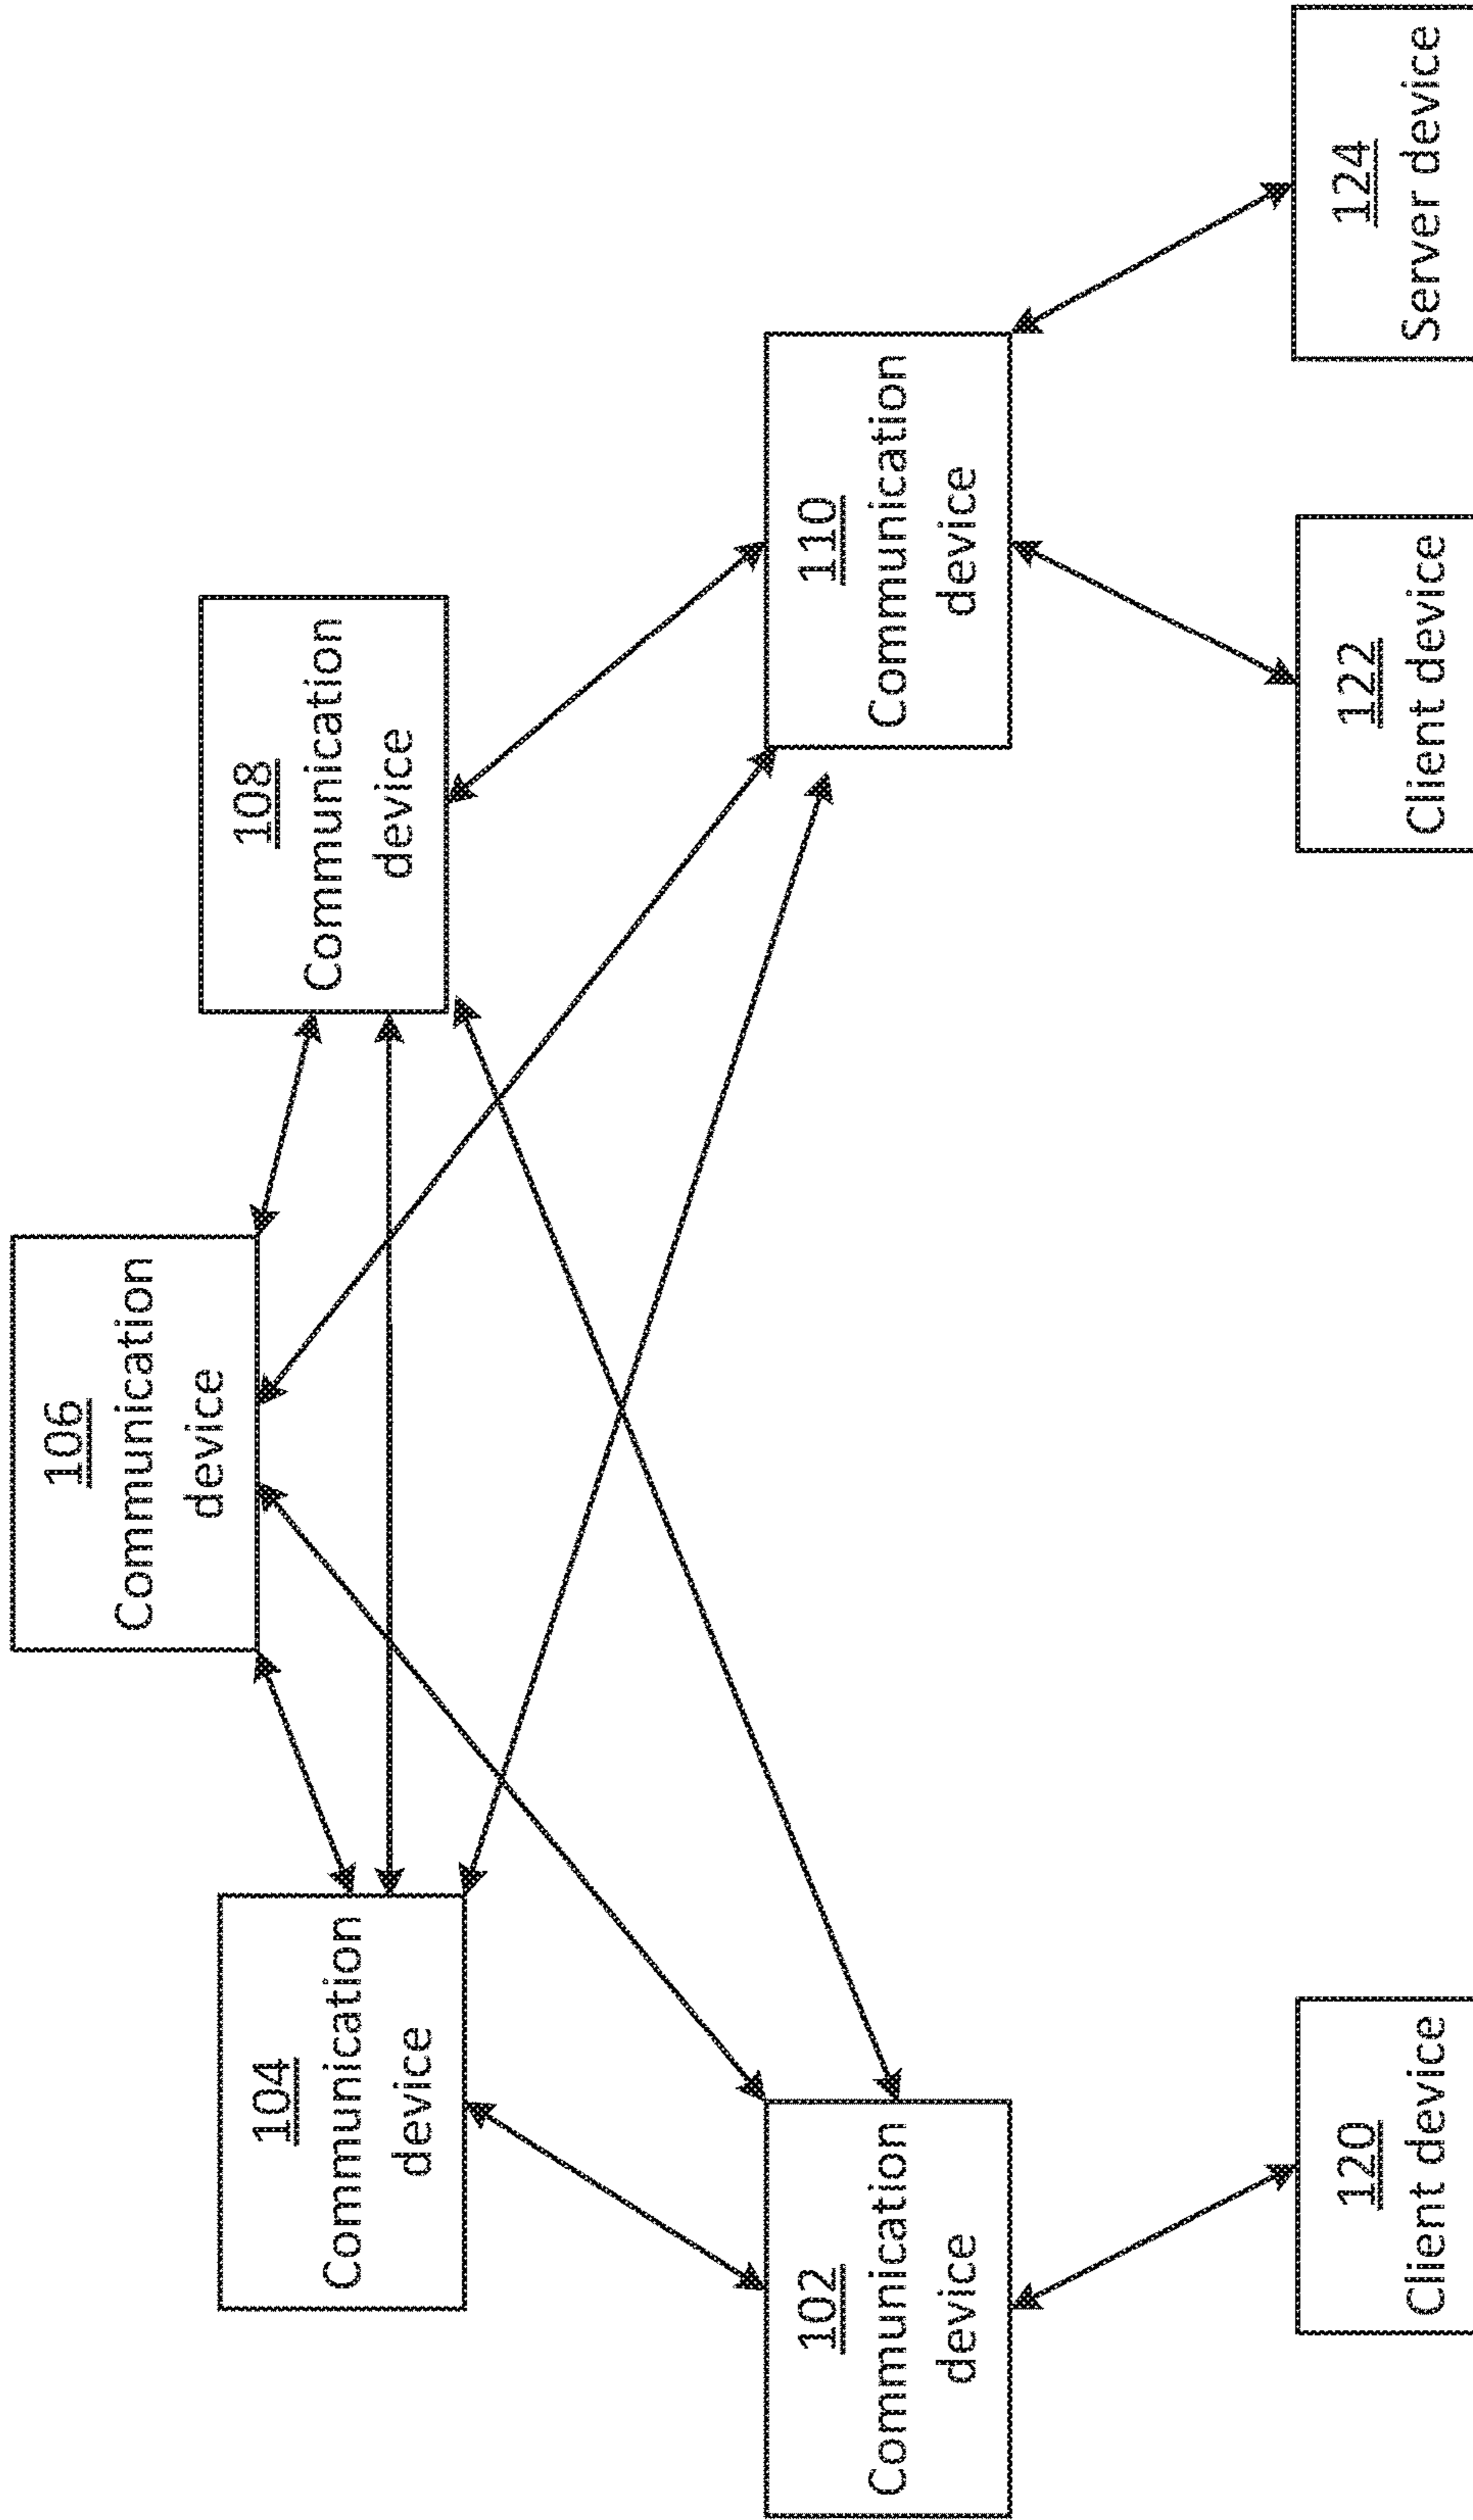 106
Communication
device
104
Communication
device
108
Communication
device
102
Communication
device
110
Communication
device
120
Client device
122
Client device
124
Server device